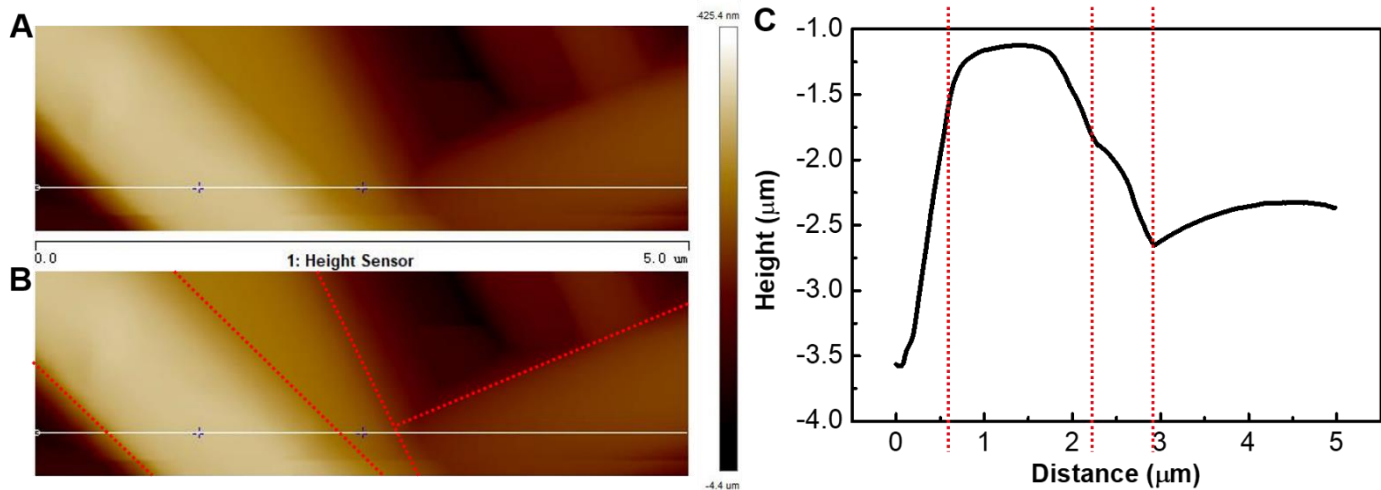 A
425.4 nm
0.0
1: Height Sensor
5.0 um
B
-4.4 um
C
-1.0
-1.5
-2.0
-2.5
-3.0
-3.5
-4.0
Height (μm)
0 1 2 3 4 5
Distance (μm)